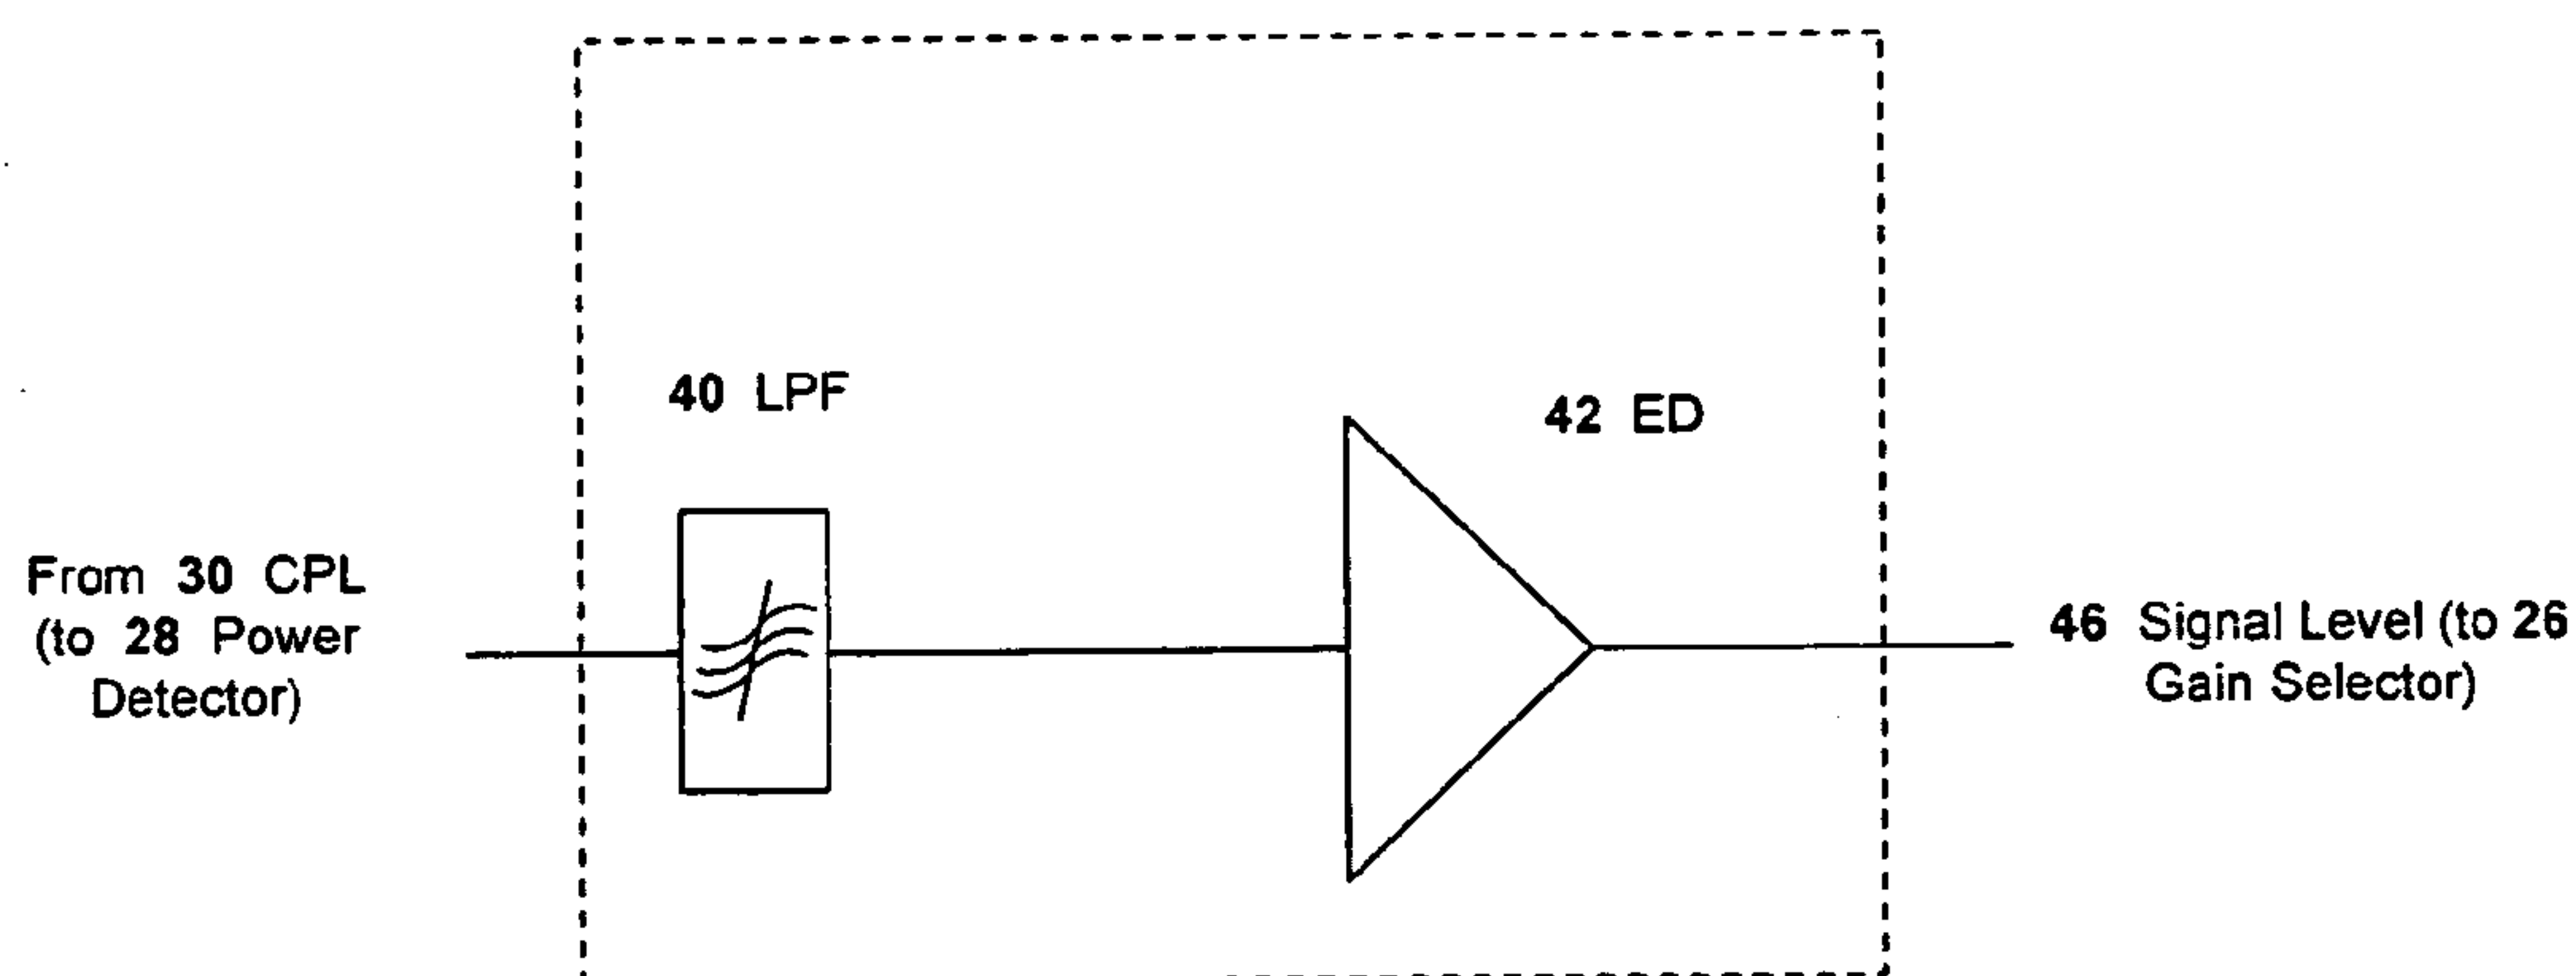 40 LPF
42 ED
From 30 CPL
(to 28 Power
Detector)
46 Signal Level (to 26
Gain Selector)